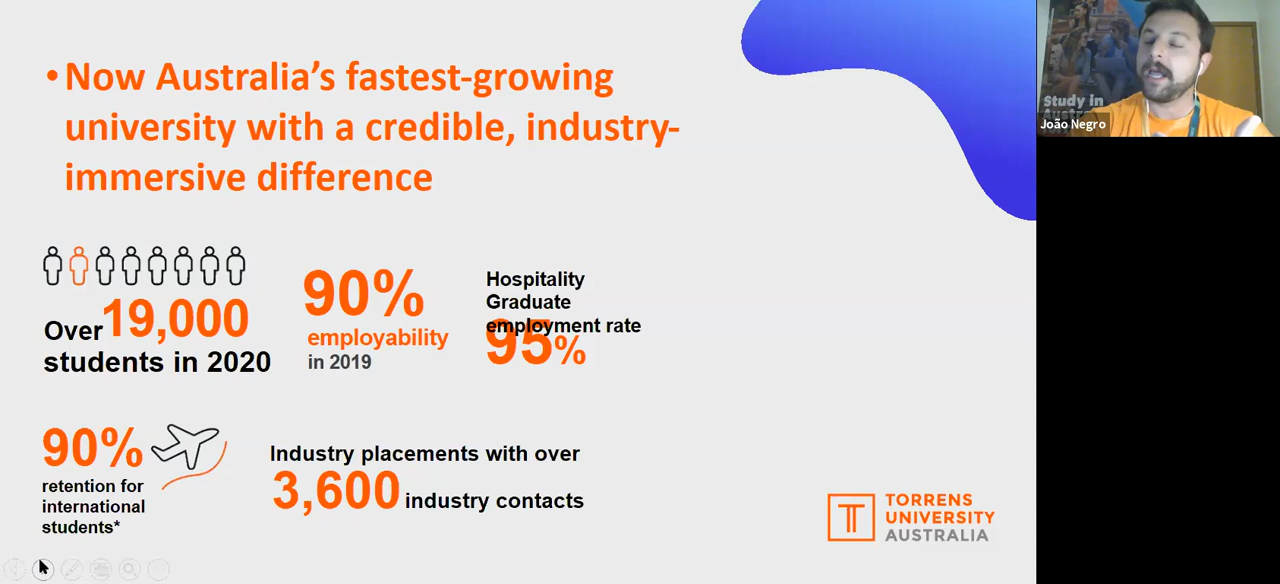 • Now Australia's fastest-growing
university with a credible, industry-
immersive difference
Over 19,000
students in 2020
90%
employability
in 2019
Hospitality
Graduate
employment rate
95%
90%
retention for
international
students*
Industry placements with over
3,600 industry contacts
TORRENS
UNIVERSITY
AUSTRALIA
Study in
João Negro